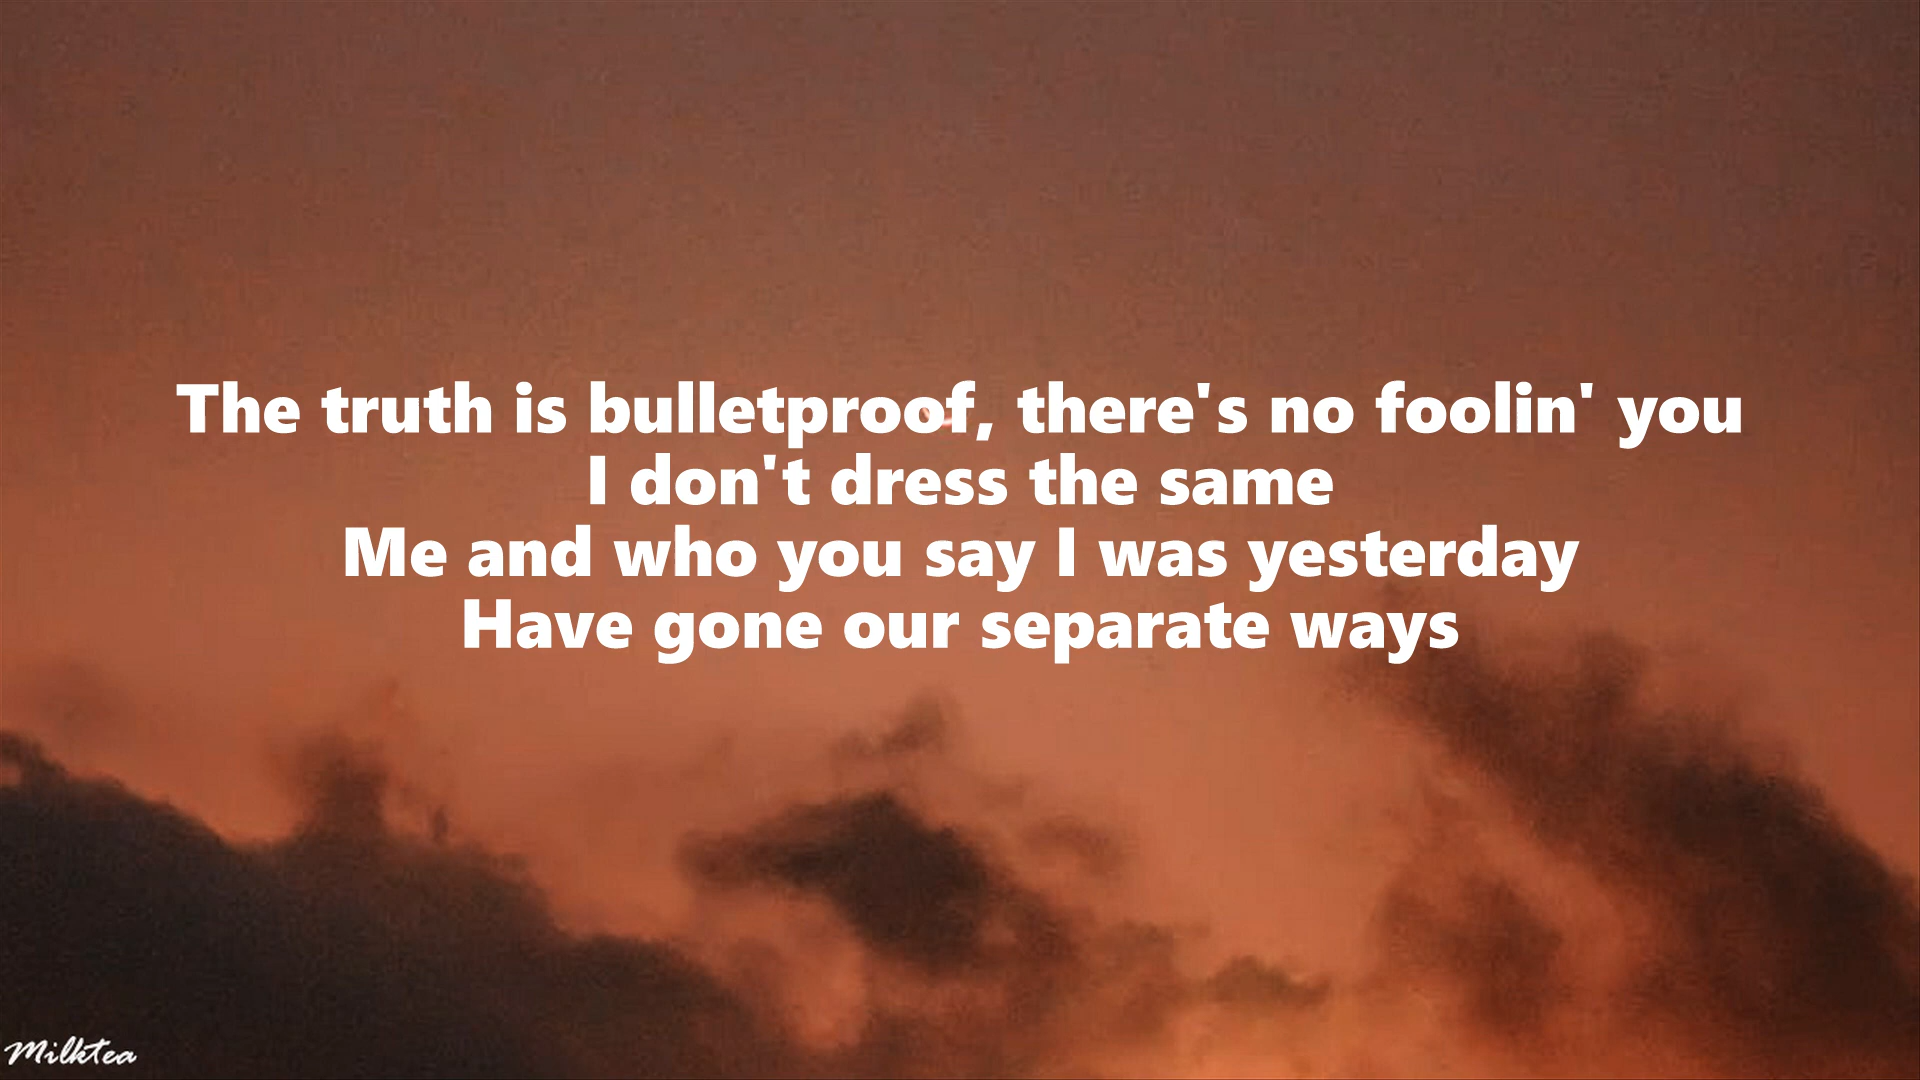 The truth is bulletproof, there's no foolin' you
I don't dress the same
Me and who you say I was yesterday
Have gone our separate ways
Milktea